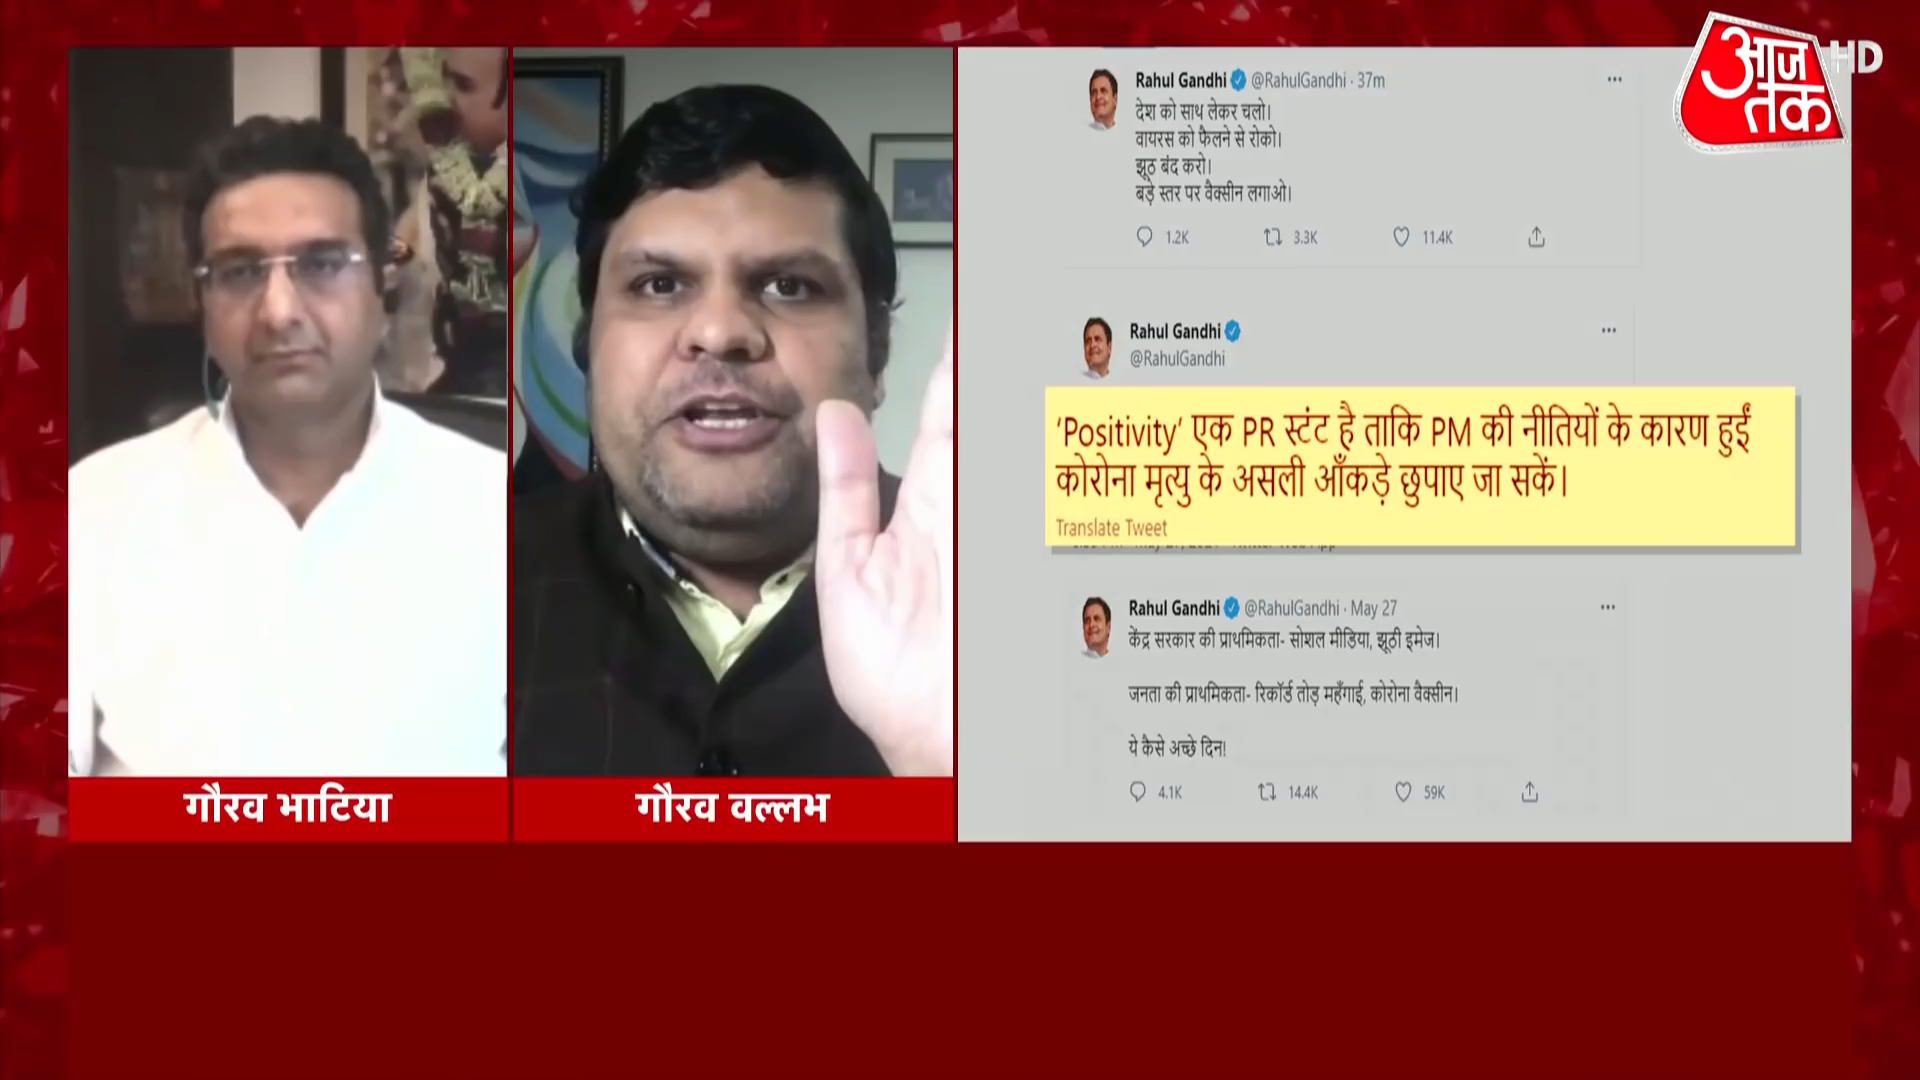 आज
तक
HD
Rahul Gandhi @RahulGandhi · 37m
देश को साथ लेकर चलो।
वायरस को फैलने से रोको।
झूठ बंद करो।
बड़े स्तर पर वैक्सीन लगाओ।
1.2K 3.3K 11.4K
Rahul Gandhi
@RahulGandhi
‘Positivity’ एक PR स्टंट है ताकि PM की नीतियों के कारण हुईं
कोरोना मृत्यु के असली आँकड़े छुपाए जा सकें।
Translate Tweet
Rahul Gandhi @RahulGandhi · May 27
केंद्र सरकार की प्राथमिकता- सोशल मीडिया, झूठी इमेज।
जनता की प्राथमिकता- रिकॉर्ड तोड़ महँगाई, कोरोना वैक्सीन।
ये कैसे अच्छे दिन!
4.1K 14.4K 59K
गौरव भाटिया
गौरव वल्लभ